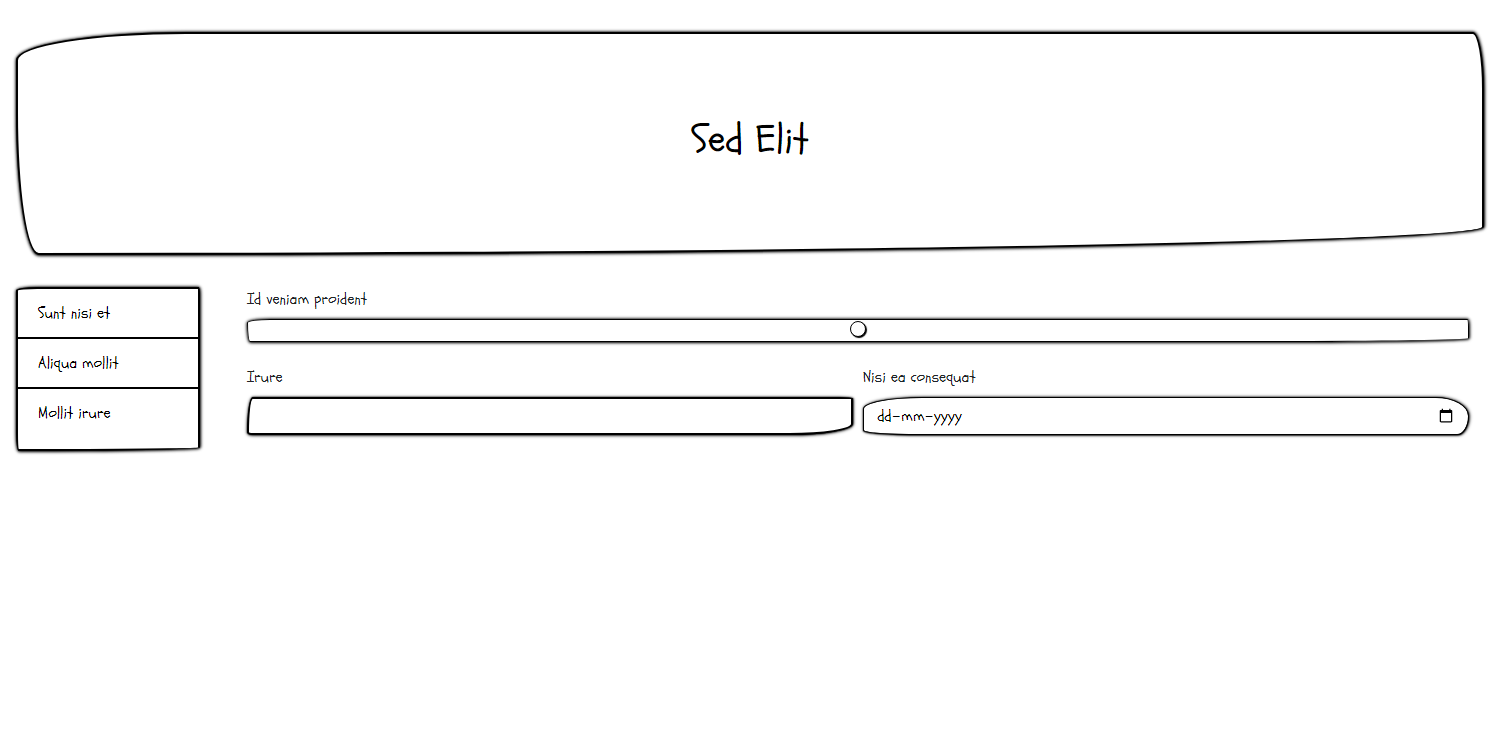 Sed Elit
Sunt nisi et
Aliqua mollit
Mollit irure
Id veniam proident
Irure
Nisi ea consequat
dd-mm-yyyy